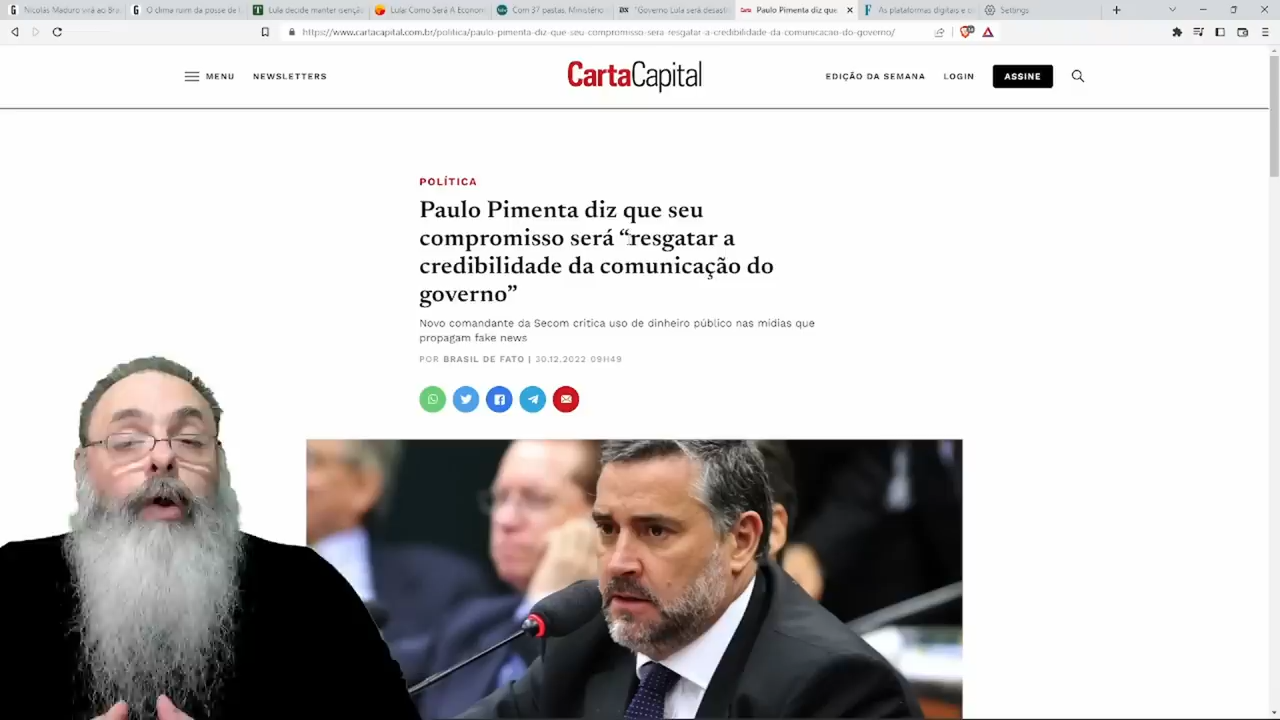 Nicolás Maduro virá ao Bra
O clima ruim da posse de l
Lula decide manter isenção
Lula: Como Será A Econom
Com 37 pastas, Ministério
"Governo Lula será desast
Paulo Pimenta diz que
As plataformas digitais e o
Settings
https://www.cartacapital.com.br/politica/paulo-pimenta-diz-que-seu-compromisso-sera-resgatar-a-credibilidade-da-comunicacao-do-governo/
MENU
NEWSLETTERS
CartaCapital
EDIÇÃO DA SEMANA
LOGIN
ASSINE
POLÍTICA
Paulo Pimenta diz que seu
compromisso será “resgatar a
credibilidade da comunicação do
governo”
Novo comandante da Secom critica uso de dinheiro público nas mídias que
propagam fake news
POR BRASIL DE FATO | 30.12.2022 09H49